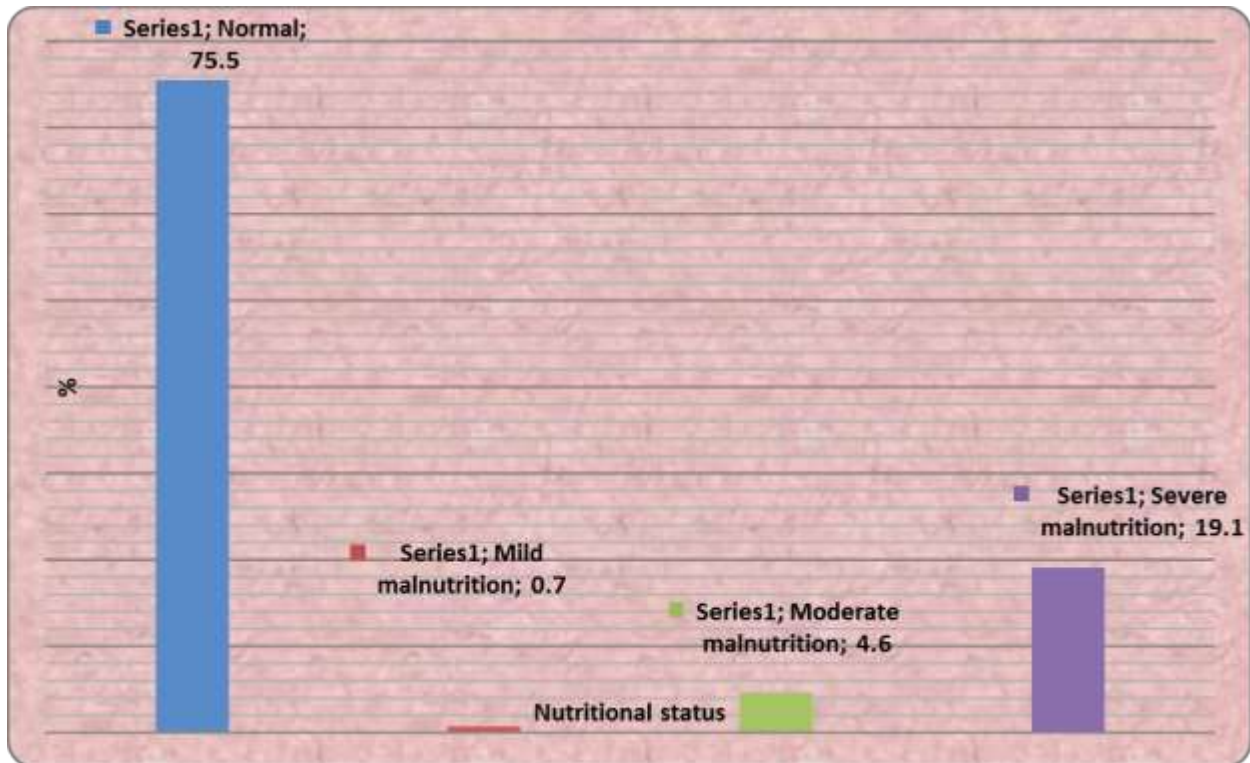 Series1; Normal;
75.5
%
Series1; Severe
malnutrition; 19.1
Series1; Mild
malnutrition; 0.7
Series1; Moderate
malnutrition; 4.6
Nutritional status